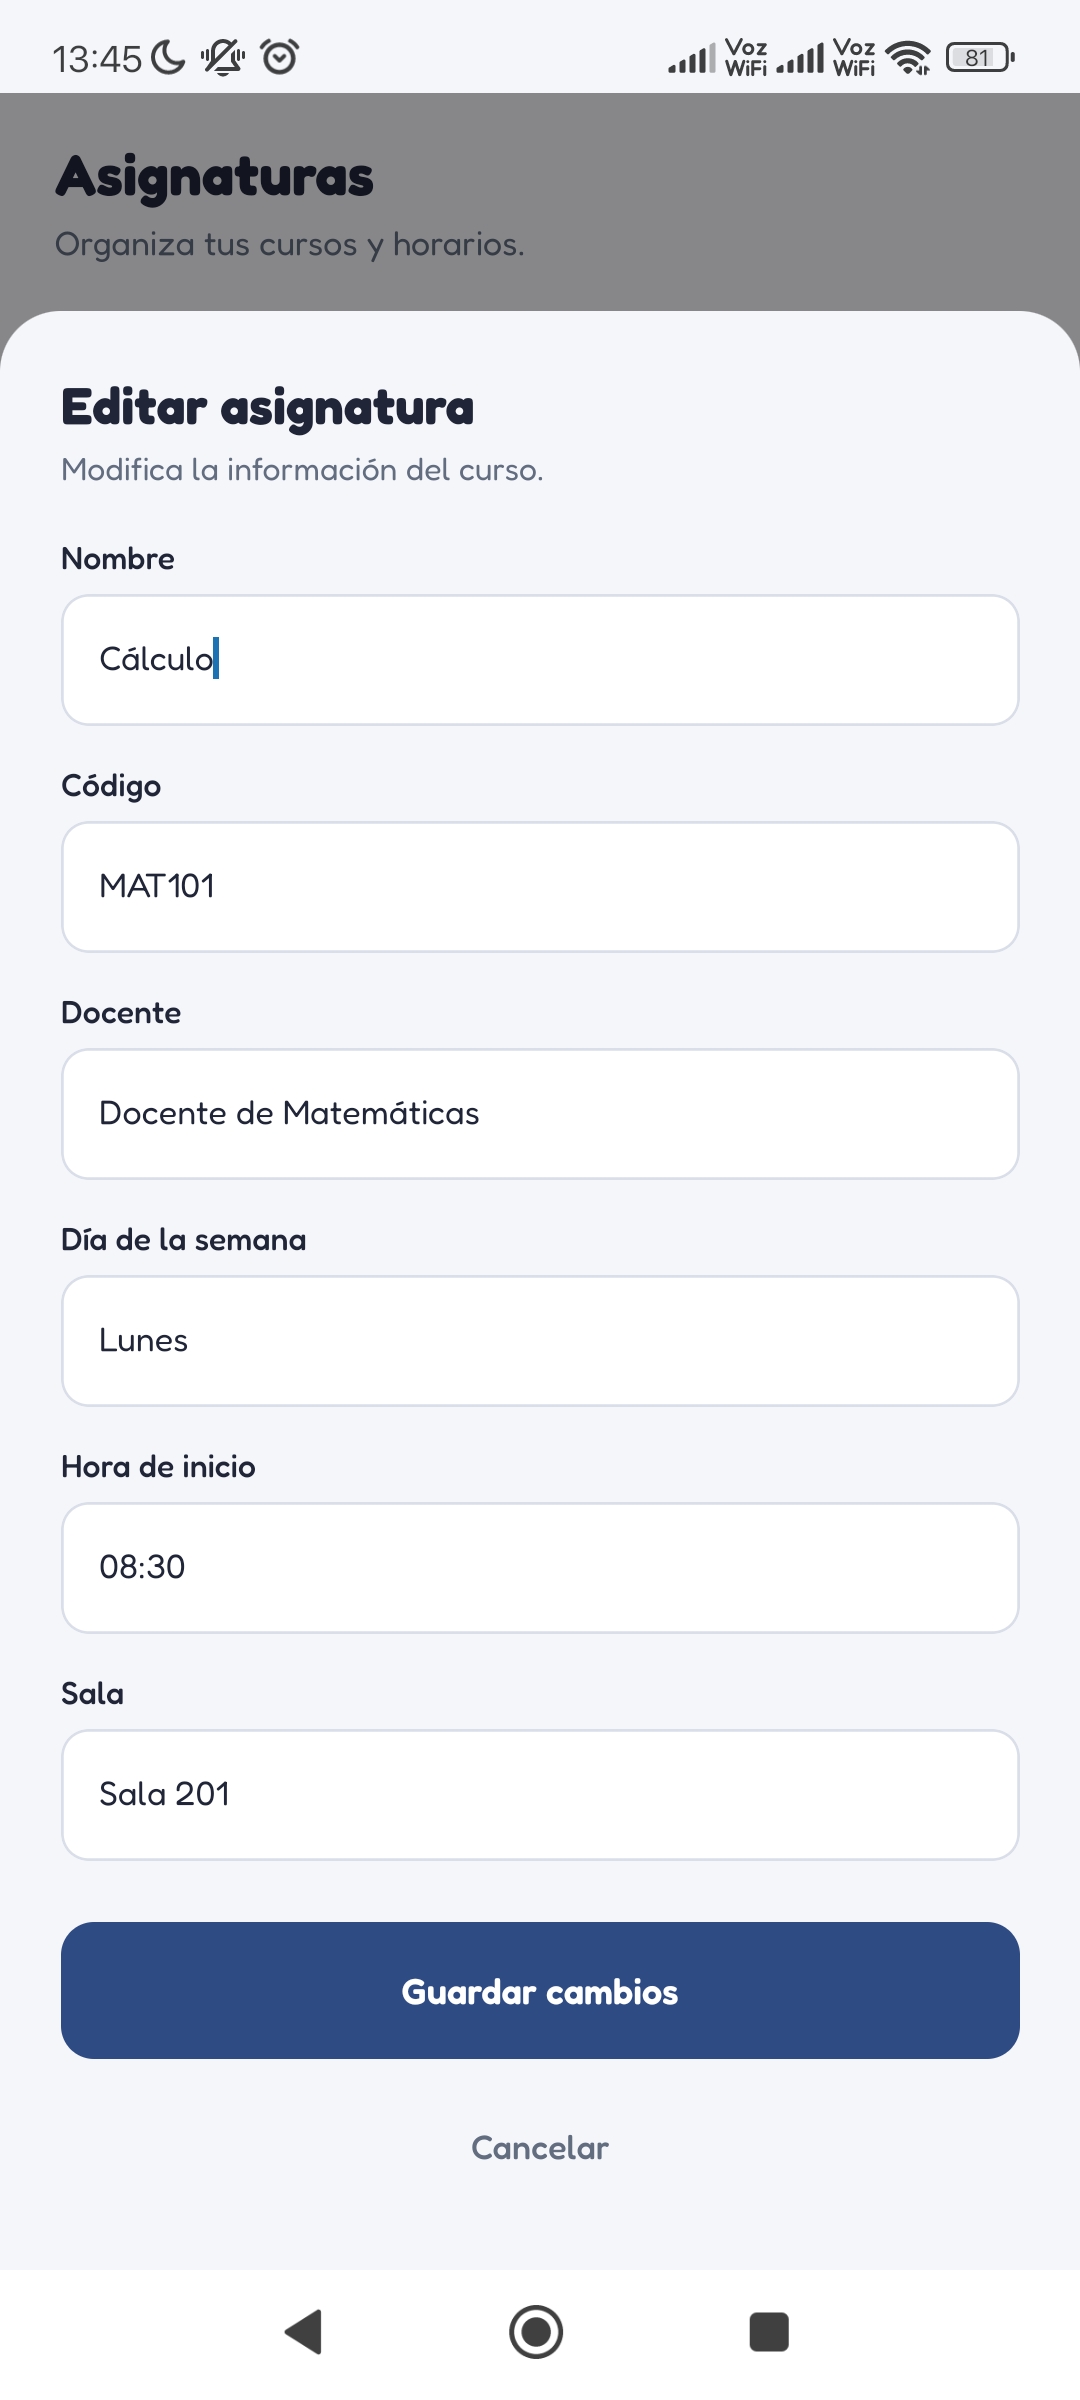 13:45
Voz WiFi
Voz WiFi
81
Asignaturas
Organiza tus cursos y horarios.
Editar asignatura
Modifica la información del curso.
Nombre
Cálculo
Código
MAT101
Docente
Docente de Matemáticas
Día de la semana
Lunes
Hora de inicio
08:30
Sala
Sala 201
Guardar cambios
Cancelar